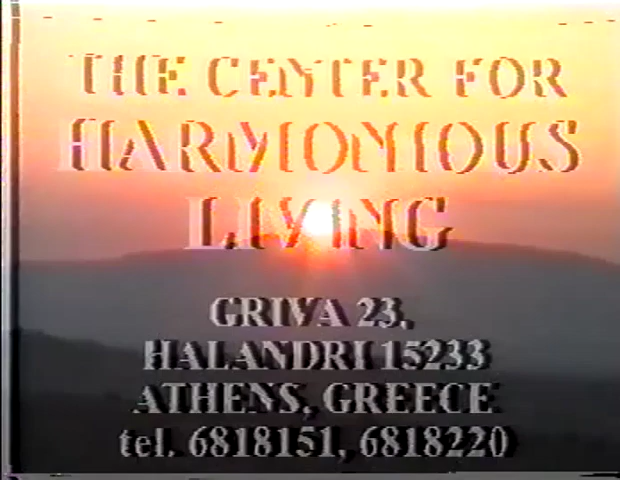 THE CENTER FOR
HARMONIOUS
LIVING
GRIVA 23,
HALANDRI 15233
ATHENS, GREECE
tel. 6818151, 6818220